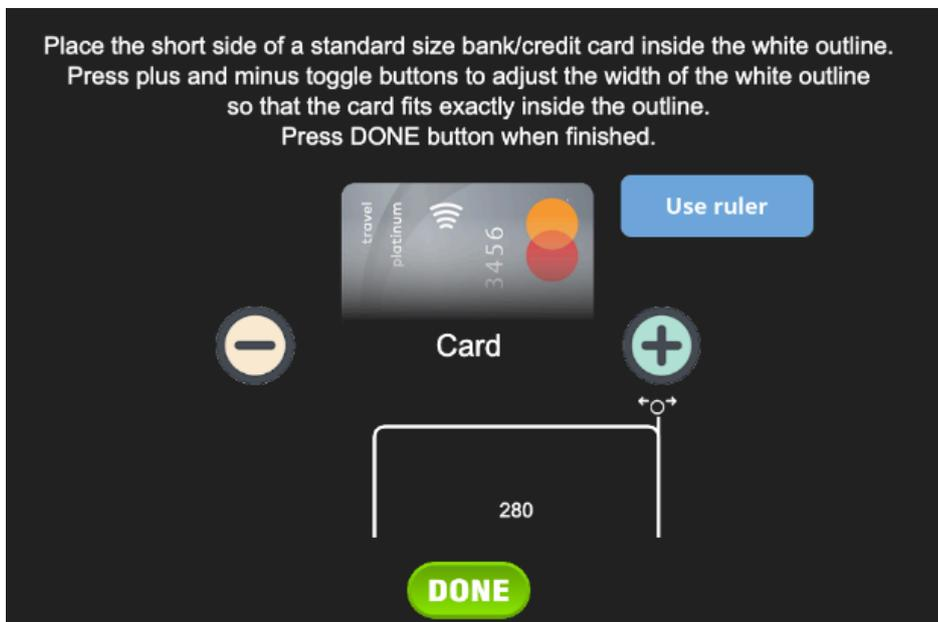 Place the short side of a standard size bank/credit card inside the white outline.
Press plus and minus toggle buttons to adjust the width of the white outline
so that the card fits exactly inside the outline.
Press DONE button when finished.
travel
platinum
3456
Use ruler
Card
280
DONE